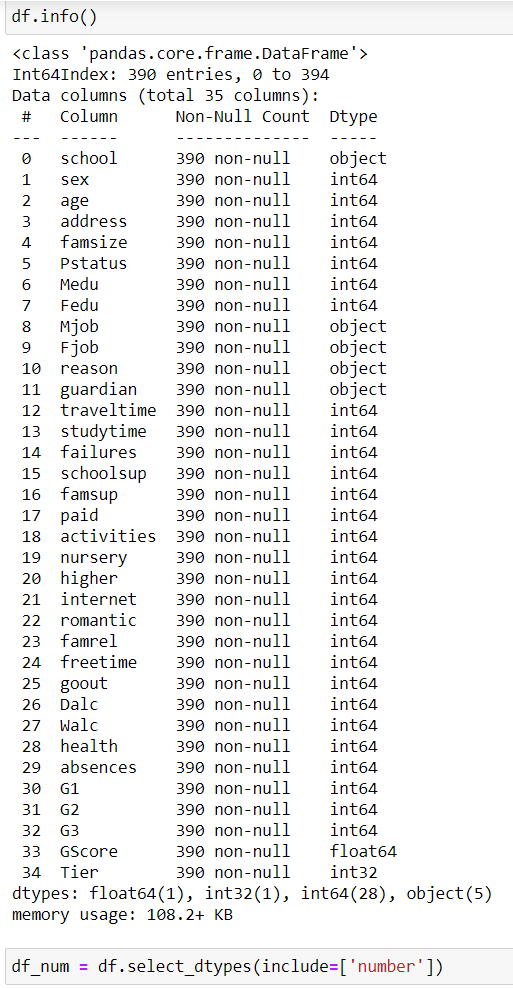 df.info()
<class 'pandas.core.frame.DataFrame'>
Int64Index: 390 entries, 0 to 394
Data columns (total 35 columns):
 #   Column      Non-Null Count  Dtype
---  ------      --------------  -----
 0   school      390 non-null    object
 1   sex         390 non-null    int64
 2   age         390 non-null    int64
 3   address     390 non-null    int64
 4   famsize     390 non-null    int64
 5   Pstatus     390 non-null    int64
 6   Medu        390 non-null    int64
 7   Fedu        390 non-null    int64
 8   Mjob        390 non-null    object
 9   Fjob        390 non-null    object
 10  reason      390 non-null    object
 11  guardian    390 non-null    object
 12  traveltime  390 non-null    int64
 13  studytime   390 non-null    int64
 14  failures    390 non-null    int64
 15  schoolsup   390 non-null    int64
 16  famsup      390 non-null    int64
 17  paid        390 non-null    int64
 18  activities  390 non-null    int64
 19  nursery     390 non-null    int64
 20  higher      390 non-null    int64
 21  internet    390 non-null    int64
 22  romantic    390 non-null    int64
 23  famrel      390 non-null    int64
 24  freetime    390 non-null    int64
 25  goout       390 non-null    int64
 26  Dalc        390 non-null    int64
 27  Walc        390 non-null    int64
 28  health      390 non-null    int64
 29  absences    390 non-null    int64
 30  G1          390 non-null    int64
 31  G2          390 non-null    int64
 32  G3          390 non-null    int64
 33  GScore      390 non-null    float64
 34  Tier        390 non-null    int32
dtypes: float64(1), int32(1), int64(28), object(5)
memory usage: 108.2+ KB
df_num = df.select_dtypes(include=['number'])